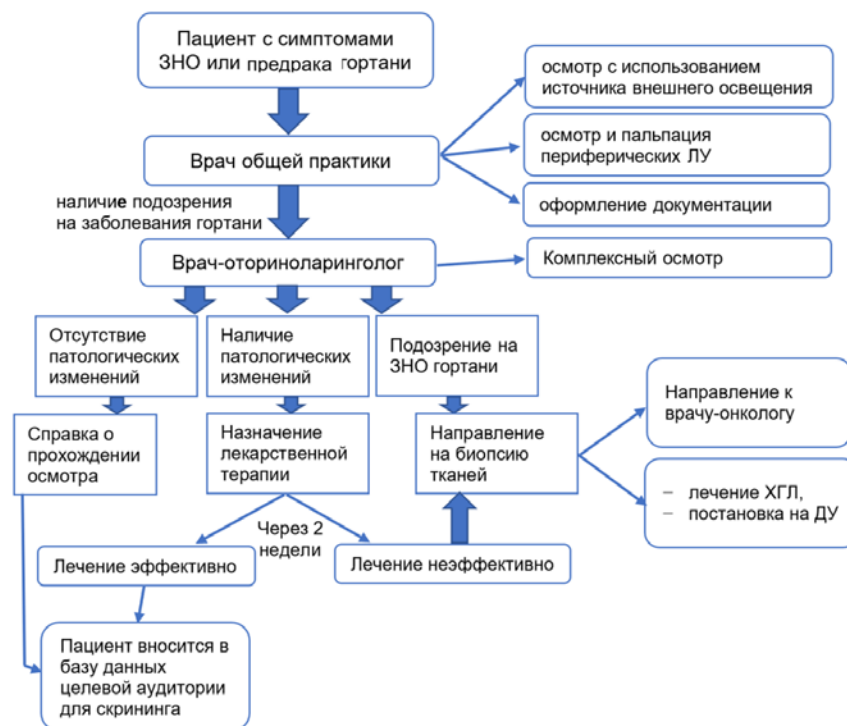 Пациент с симптомами
ЗНО или предрака гортани
осмотр с использованием
источника внешнего освещения
Врач общей практики
осмотр и пальпация
периферических ЛУ
наличие подозрения
на заболевания гортани
оформление документации
Врач-оториноларинголог
Комплексный осмотр
Отсутствие
патологических
изменений
Наличие
патологических
изменений
Подозрение на
ЗНО гортани
Направление к
врачу-онкологу
Справка о
прохождении
осмотра
Назначение
лекарственной
терапии
Направление
на биопсию
тканей
– лечение ХГЛ,
– постановка на ДУ
Через 2
недели
Лечение эффективно
Лечение неэффективно
Пациент вносится в
базу данных
целевой аудитории
для скрининга